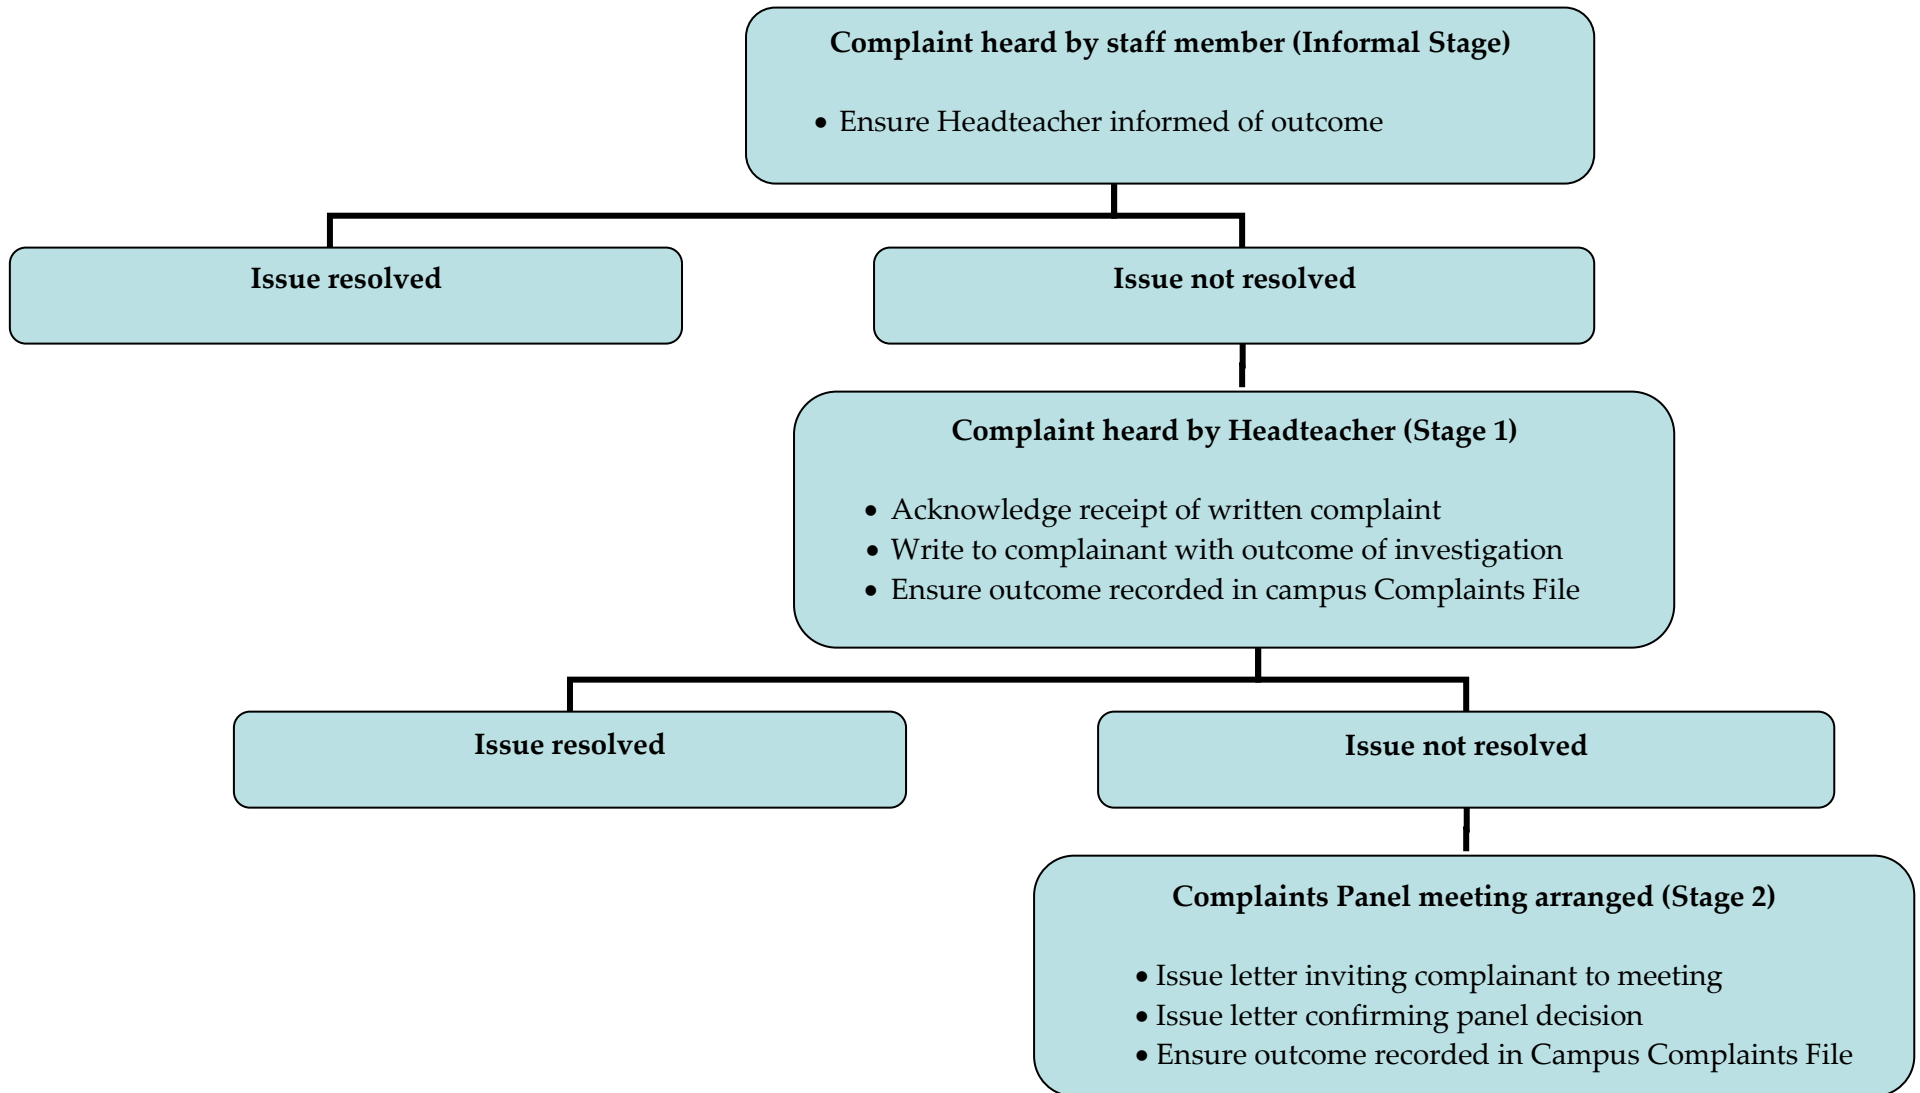 Complaint heard by staff member (Informal Stage)
• Ensure Headteacher informed of outcome
Issue resolved
Issue not resolved
Complaint heard by Headteacher (Stage 1)
• Acknowledge receipt of written complaint
• Write to complainant with outcome of investigation
• Ensure outcome recorded in campus Complaints File
Issue resolved
Issue not resolved
Complaints Panel meeting arranged (Stage 2)
• Issue letter inviting complainant to meeting
• Issue letter confirming panel decision
• Ensure outcome recorded in Campus Complaints File